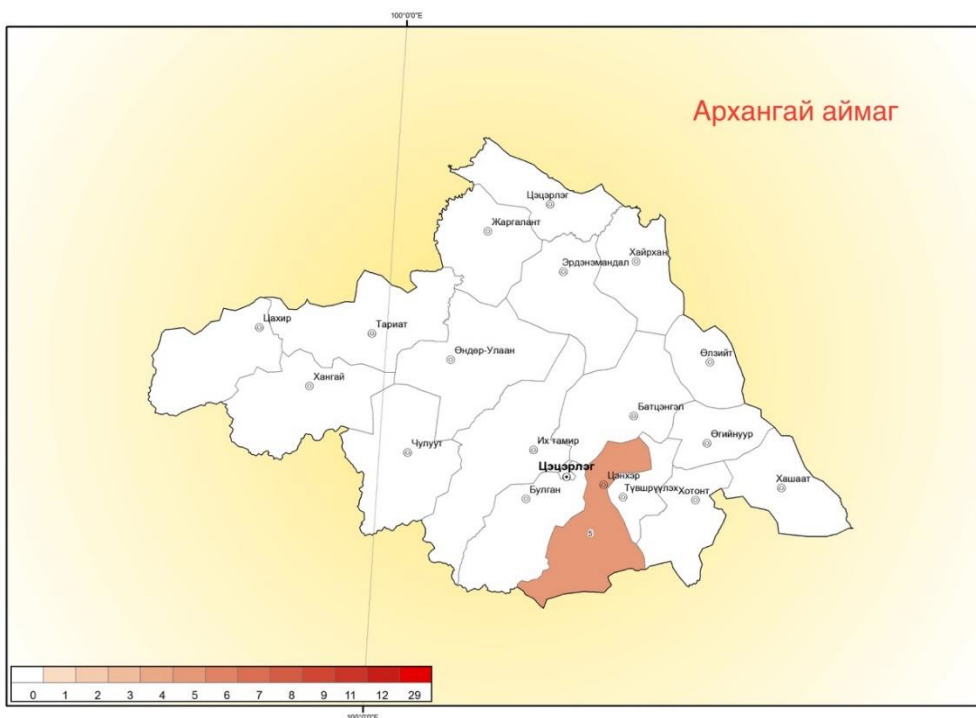 100°0'0"E
Архангай аймаг
Цэцэрлэг
Жаргалант
Хайрхан
Эрдэнэмандал
Цахир
Тариат
Өндөр-Улаан
Өлзийт
Хангай
Батцэнгэл
Чулуут
Их тамир
Өгийнуур
Цэцэрлэг
Цэнхэр
Хашаат
Булган
Түвшрүүлэх
Хотонт
5
0 1 2 3 4 5 6 7 8 9 11 12 29
100°0'0"E